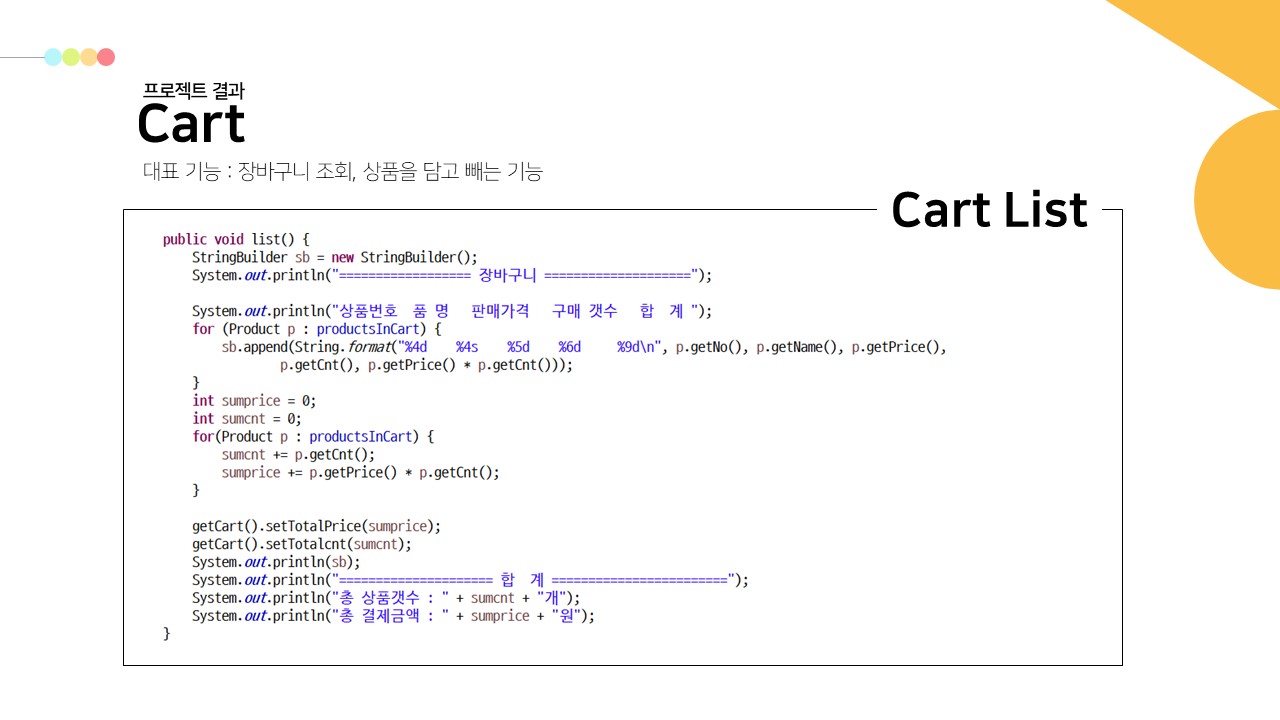 프로젝트 결과
Cart
대표 기능 : 장바구니 조회, 상품을 담고 빼는 기능
Cart List
public void list() {
    StringBuilder sb = new StringBuilder();
    System.out.println("================== 장바구니 ====================");

    System.out.println("상품번호  품 명   판매가격   구매 갯수   합  계 ");
    for (Product p : productsInCart) {
        sb.append(String.format("%4d    %4s    %5d    %6d     %9d\n", p.getNo(), p.getName(), p.getPrice(),
                p.getCnt(), p.getPrice() * p.getCnt()));
    }
    int sumprice = 0;
    int sumcnt = 0;
    for(Product p : productsInCart) {
        sumcnt += p.getCnt();
        sumprice += p.getPrice() * p.getCnt();
    }

    getCart().setTotalPrice(sumprice);
    getCart().setTotalcnt(sumcnt);
    System.out.println(sb);
    System.out.println("===================== 합  계 ========================");
    System.out.println("총 상품갯수 : " + sumcnt + "개");
    System.out.println("총 결제금액 : " + sumprice + "원");
}